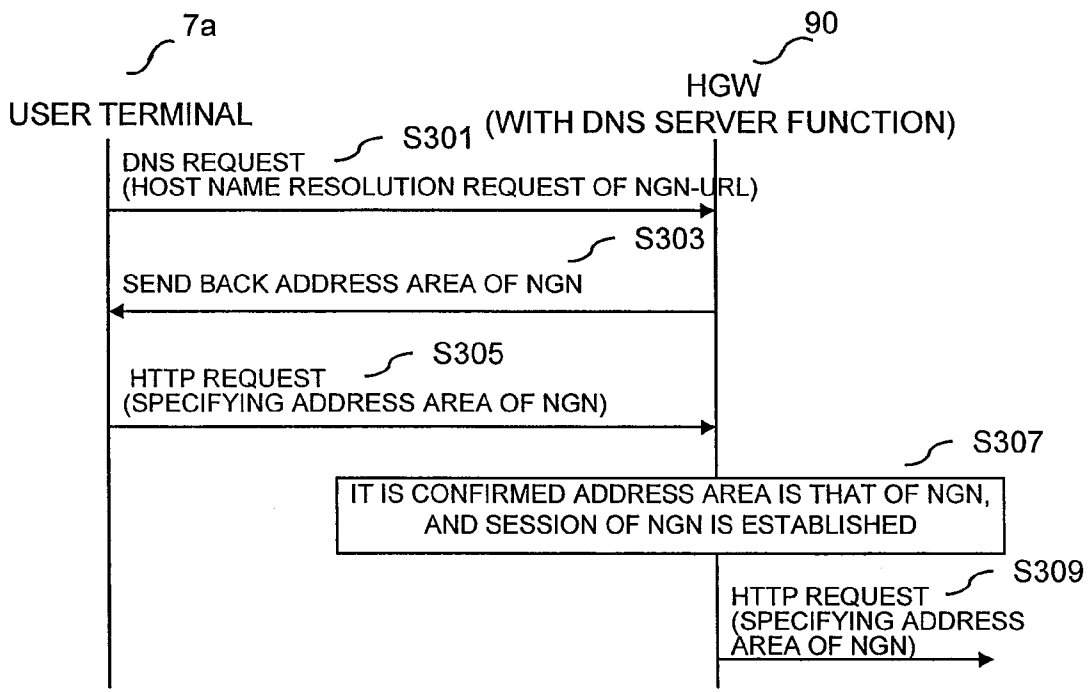 7a
90
USER TERMINAL
HGW
(WITH DNS SERVER FUNCTION)
S301
DNS REQUEST
(HOST NAME RESOLUTION REQUEST OF NGN-URL)
S303
SEND BACK ADDRESS AREA OF NGN
S305
HTTP REQUEST
(SPECIFYING ADDRESS AREA OF NGN)
S307
IT IS CONFIRMED ADDRESS AREA IS THAT OF NGN,
AND SESSION OF NGN IS ESTABLISHED
S309
HTTP REQUEST
(SPECIFYING ADDRESS
AREA OF NGN)